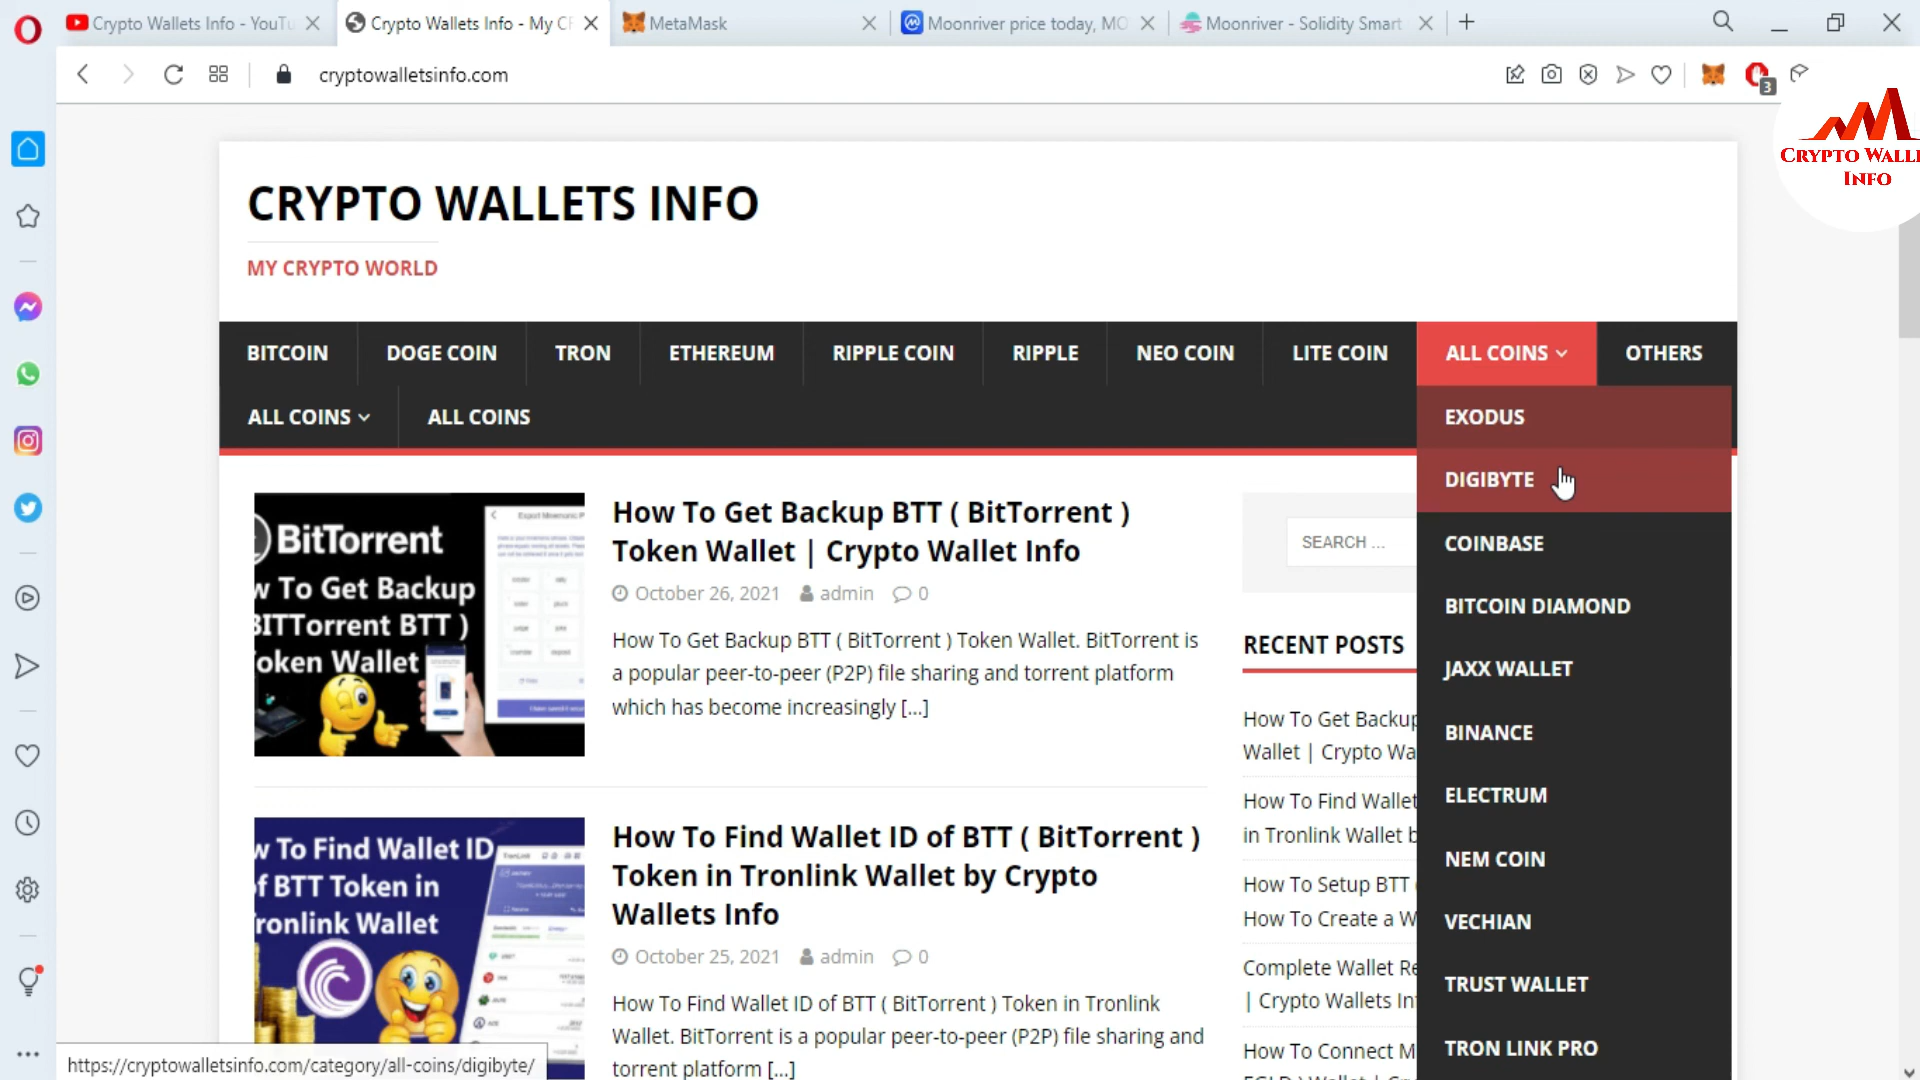 Crypto Wallets Info - YouTu
Crypto Wallets Info - My CF
MetaMask
Moonriver price today, MO
Moonriver - Solidity Smart
cryptowalletsinfo.com
3
CRYPTO WALLE
INFO
CRYPTO WALLETS INFO
MY CRYPTO WORLD
BITCOIN
DOGE COIN
TRON
ETHEREUM
RIPPLE COIN
RIPPLE
NEO COIN
LITE COIN
ALL COINS
OTHERS
ALL COINS
ALL COINS
EXODUS
DIGIBYTE
COINBASE
BITCOIN DIAMOND
JAXX WALLET
BINANCE
ELECTRUM
NEM COIN
VECHIAN
TRUST WALLET
TRON LINK PRO
BitTorrent
w To Get Backup
BITTorrent BTT )
oken Wallet
How To Get Backup BTT ( BitTorrent )
Token Wallet | Crypto Wallet Info
October 26, 2021 admin 0
How To Get Backup BTT ( BitTorrent ) Token Wallet. BitTorrent is
a popular peer-to-peer (P2P) file sharing and torrent platform
which has become increasingly [...]
w To Find Wallet ID
f BTT Token in
ronlink Wallet
How To Find Wallet ID of BTT ( BitTorrent )
Token in Tronlink Wallet by Crypto
Wallets Info
October 25, 2021 admin 0
How To Find Wallet ID of BTT ( BitTorrent ) Token in Tronlink
Wallet. BitTorrent is a popular peer-to-peer (P2P) file sharing and
torrent platform [...]
SEARCH ...
RECENT POSTS
How To Get Backup
Wallet | Crypto Wa
How To Find Wallet
in Tronlink Wallet b
How To Setup BTT (
How To Create a W
Complete Wallet Re
| Crypto Wallets Inf
How To Connect M
EGLD ) Wallet | Cr
https://cryptowalletsinfo.com/category/all-coins/digibyte/